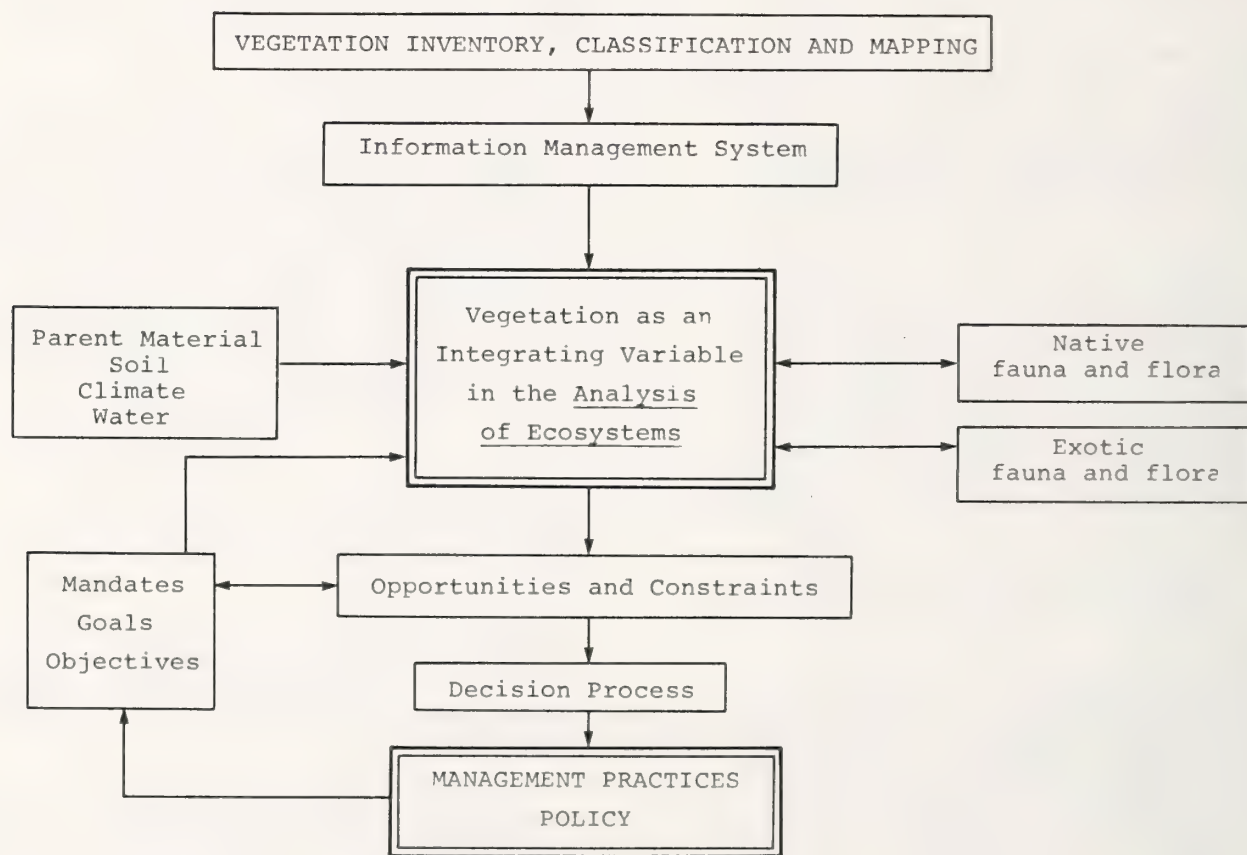 VEGETATION INVENTORY, CLASSIFICATION AND MAPPING
Information Management System
Parent Material
Soil
Climate
Water
Vegetation as an
Integrating Variable
in the Analysis
of Ecosystems
Native
fauna and flora
Exotic
fauna and flora
Mandates
Goals
Objectives
Opportunities and Constraints
Decision Process
MANAGEMENT PRACTICES
POLICY